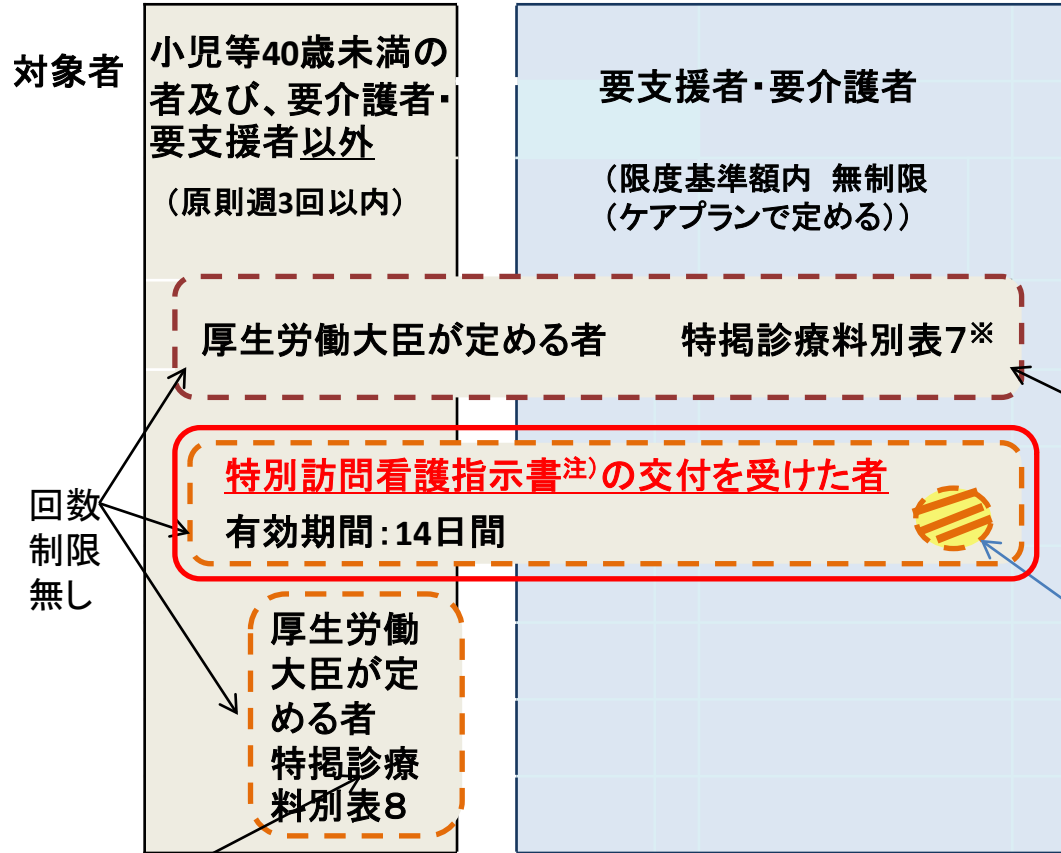 対象者
小児等40歳未満の
者及び、要介護者・
要支援者以外
（原則週3回以内）
要支援者・要介護者
（限度基準額内 無制限
（ケアプランで定める））
厚生労働大臣が定める者 特掲診療料別表7※
特別訪問看護指示書注)の交付を受けた者
有効期間：14日間
回数
制限
無し
厚生労働
大臣が定
める者
特掲診療
料別表8